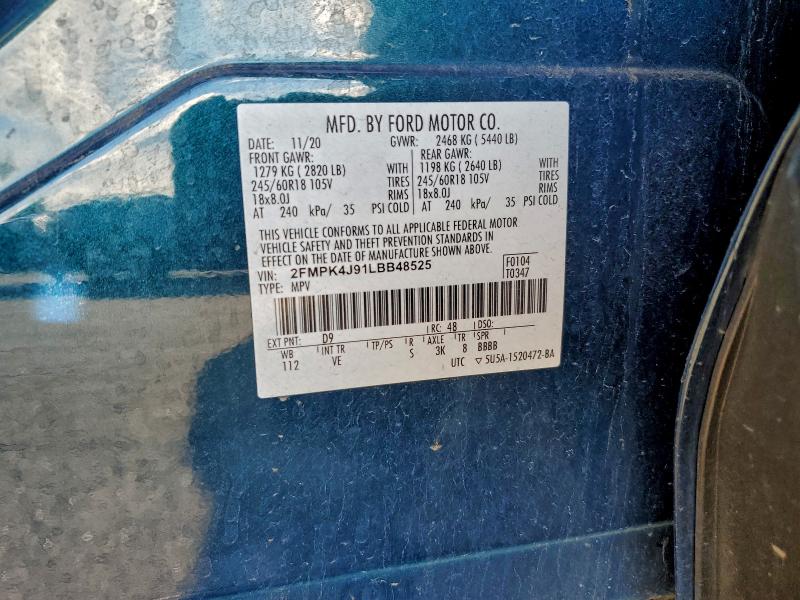 MFD. BY FORD MOTOR CO.
DATE: 11/20 GVWR: 2468 KG ( 5440 LB)
FRONT GAWR: REAR GAWR:
1279 KG ( 2820 LB) WITH 1198 KG ( 2640 LB) WITH
245/60R18 105V TIRES 245/60R18 105V TIRES
18x8.0J RIMS 18x8.0J RIMS
AT 240 kPa/ 35 PSI COLD AT 240 kPa/ 35 PSI COLD
THIS VEHICLE CONFORMS TO ALL APPLICABLE FEDERAL MOTOR
VEHICLE SAFETY AND THEFT PREVENTION STANDARDS IN
EFFECT ON THE DATE OF MANUFACTURE SHOWN ABOVE.
VIN: 2FMPK4J91LBB48525 F0104
TYPE: MPV T0347
EXT PNT: D9 RC: 48 DSO:
WB INT TR TP/PS R AXLE TR SPR
112 VE S 3K 8 BBBB
UTC ▽ 5U5A-1520472-BA